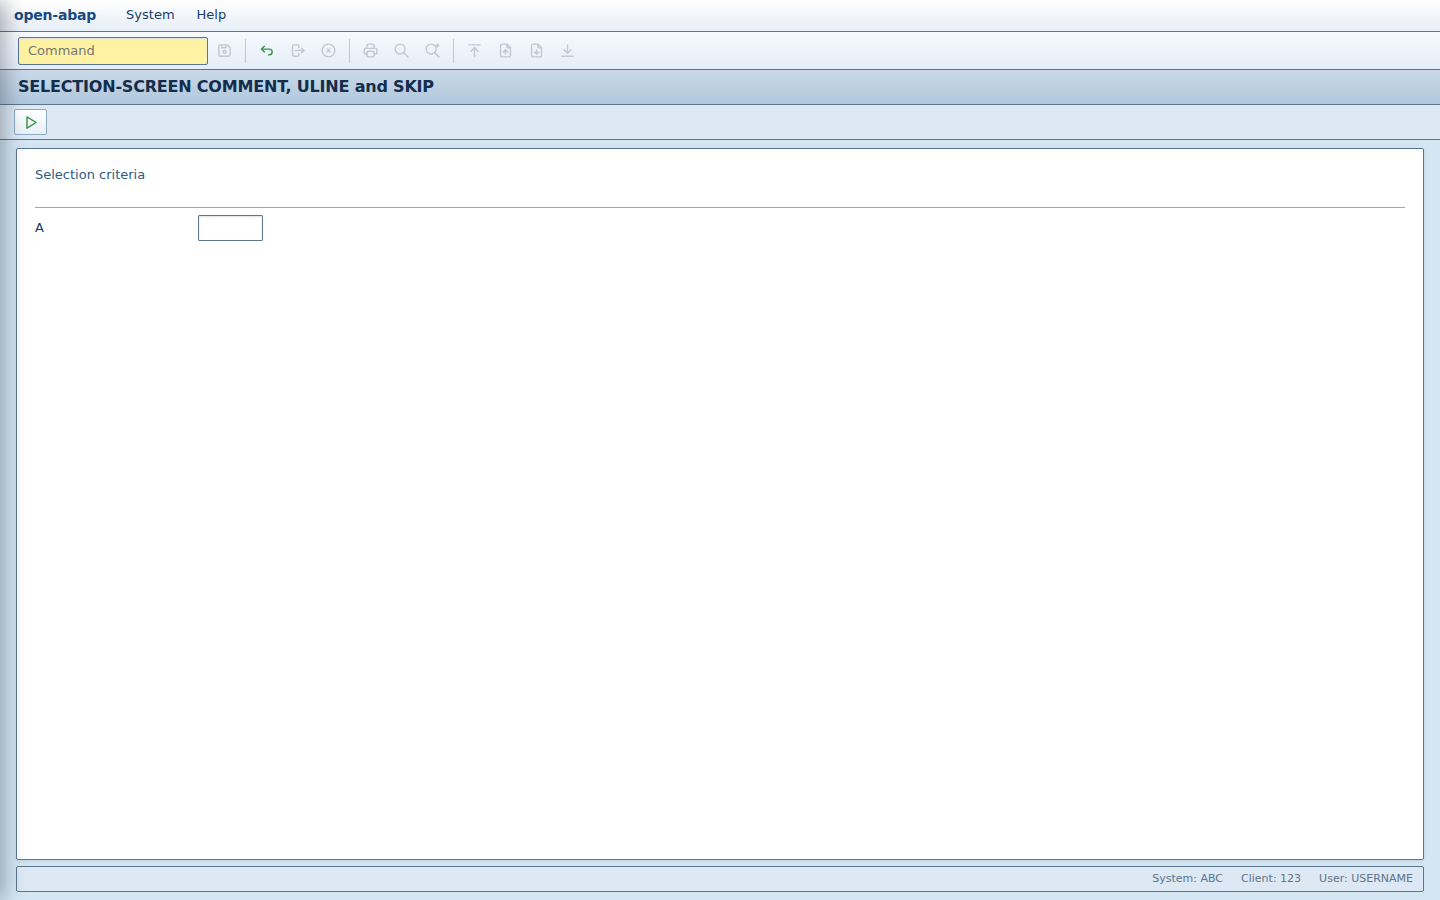 open-abap System Help
Command
SELECTION-SCREEN COMMENT, ULINE and SKIP
Selection criteria
A
System: ABC Client: 123 User: USERNAME